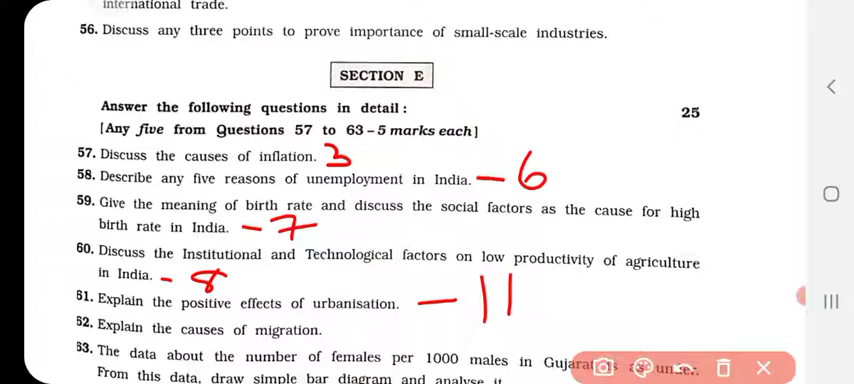 international trade.
56. Discuss any three points to prove importance of small-scale industries.
SECTION E
Answer the following questions in detail : 25
[Any five from Questions 57 to 63 – 5 marks each]
57. Discuss the causes of inflation. 3
58. Describe any five reasons of unemployment in India. — 6
59. Give the meaning of birth rate and discuss the social factors as the cause for high
birth rate in India. – 7
60. Discuss the Institutional and Technological factors on low productivity of agriculture
in India. – 8
61. Explain the positive effects of urbanisation. — 11
62. Explain the causes of migration.
63. The data about the number of females per 1000 males in Gujarat is as under.
From this data, draw simple bar diagram and analyse it.